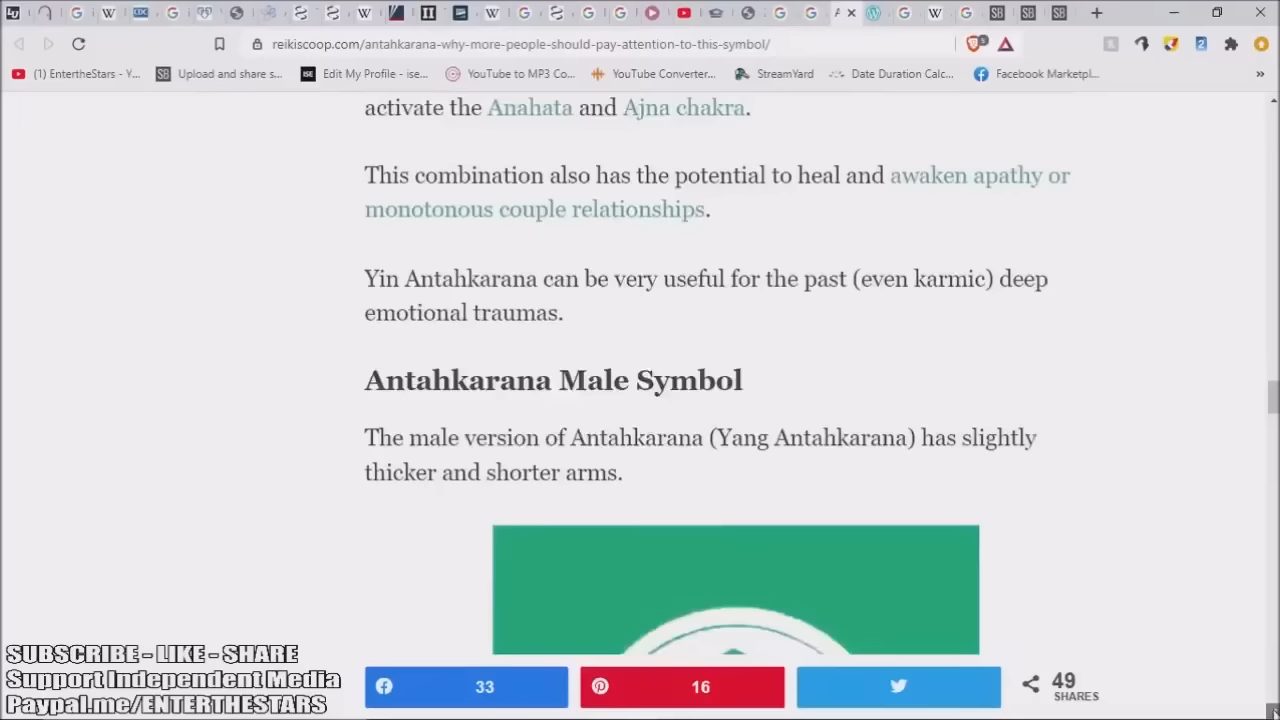 reikiscoop.com/antahkarana-why-more-people-should-pay-attention-to-this-symbol/
(1) EntertheStars - Y...
Upload and share s...
Edit My Profile - ise...
YouTube to MP3 Co...
YouTube Converter...
StreamYard
Date Duration Calc...
Facebook Marketpl...
activate the Anahata and Ajna chakra.
This combination also has the potential to heal and awaken apathy or
monotonous couple relationships.
Yin Antahkarana can be very useful for the past (even karmic) deep
emotional traumas.
Antahkarana Male Symbol
The male version of Antahkarana (Yang Antahkarana) has slightly
thicker and shorter arms.
33
16
49
SHARES
SUBSCRIBE - LIKE - SHARE
Support Independent Media
Paypal.me/ENTERTHESTARS